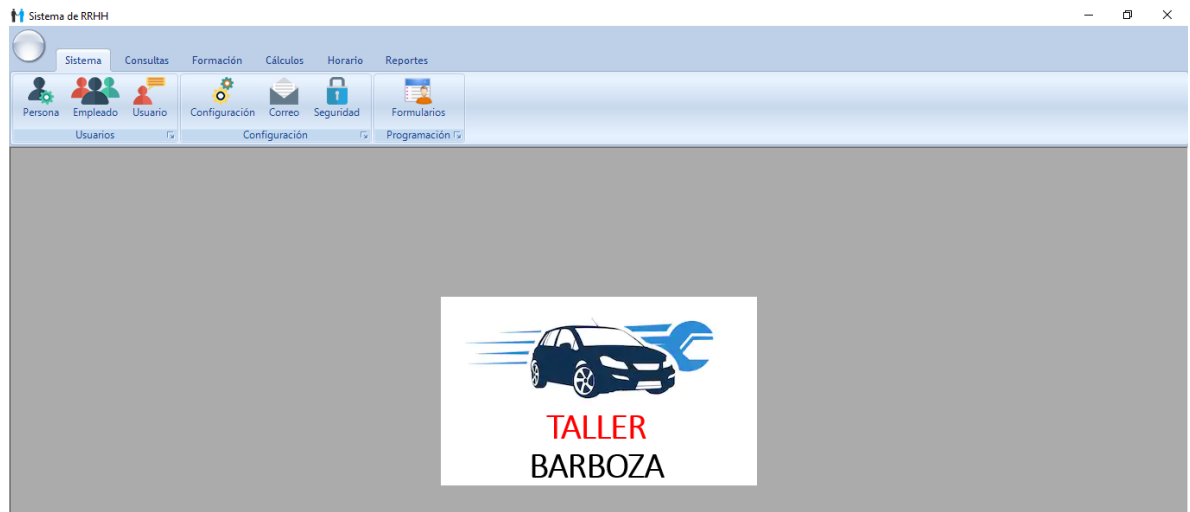 Sistema de RRHH
Sistema Consultas Formación Cálculos Horario Reportes
Persona Empleado Usuario Configuración Correo Seguridad Formularios
Usuarios Configuración Programación
TALLER
BARBOZA